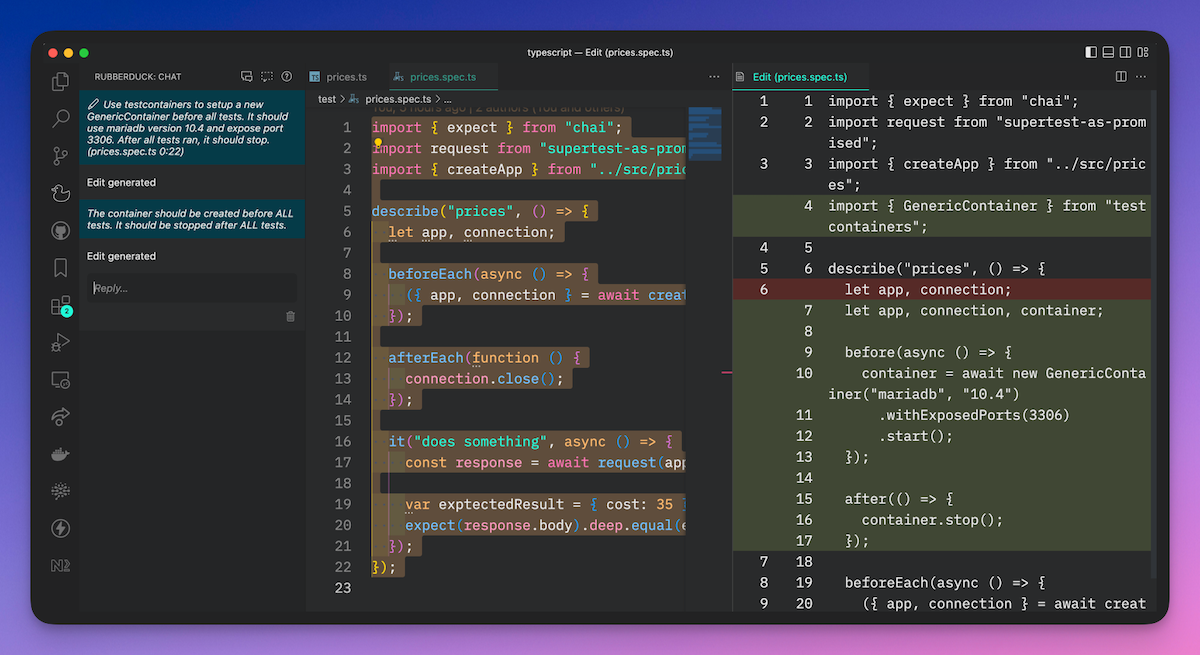 typescript — Edit (prices.spec.ts)
RUBBERDUCK: CHAT
Use testcontainers to setup a new
GenericContainer before all tests. It should
use mariadb version 10.4 and expose port
3306. After all tests ran, it should stop.
(prices.spec.ts 0:22)
Edit generated
The container should be created before ALL
tests. It should be stopped after ALL tests.
Edit generated
Reply...
2
TS prices.ts
prices.spec.ts
test > prices.spec.ts > ...
You, 5 hours ago | 2 authors (You and others)
1 import { expect } from "chai";
2 import request from "supertest-as-pro
3 import { createApp } from "../src/pric
4
5 describe("prices", () => {
6 let app, connection;
7
8 beforeEach(async () => {
9 ({ app, connection } = await creat
10 });
11
12 afterEach(function () {
13 connection.close();
14 });
15
16 it("does something", async () => {
17 const response = await request(app
18
19 var exptectedResult = { cost: 35 }
20 expect(response.body).deep.equal(e
21 });
22 });
23
Edit (prices.spec.ts)
1 1 import { expect } from "chai";
2 2 import request from "supertest-as-prom
ised";
3 3 import { createApp } from "../src/pric
es";
4 import { GenericContainer } from "test
containers";
4 5
5 6 describe("prices", () => {
6 let app, connection;
7 let app, connection, container;
8
9 before(async () => {
10 container = await new GenericConta
iner("mariadb", "10.4")
11 .withExposedPorts(3306)
12 .start();
13 });
14
15 after(() => {
16 container.stop();
17 });
7 18
8 19 beforeEach(async () => {
9 20 ({ app, connection } = await creat